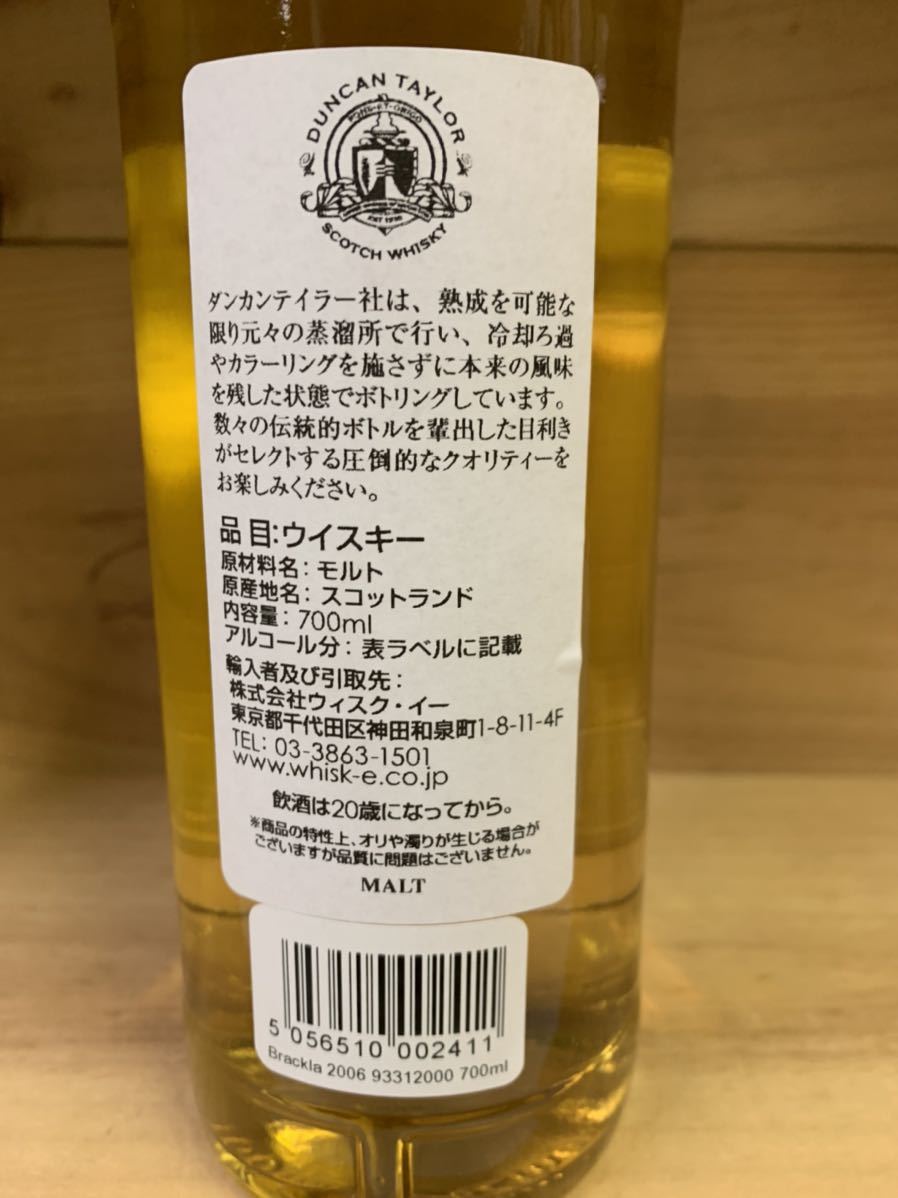 DUNCAN TAYLOR
SCOTCH WHISKY
ダンカンテイラー社は、熟成を可能な
限り元々の蒸溜所で行い、冷却ろ過
やカラーリングを施さずに本来の風味
を残した状態でボトリングしています。
数々の伝統的ボトルを輩出した目利き
がセレクトする圧倒的なクオリティーを
お楽しみください。
品目:ウイスキー
原材料名：モルト
原産地名：スコットランド
内容量：700ml
アルコール分：表ラベルに記載
輸入者及び引取先：
株式会社ウィスク・イー
東京都千代田区神田和泉町1-8-11-4F
TEL: 03-3863-1501
www.whisk-e.co.jp
飲酒は20歳になってから。
※商品の特性上、オリや濁りが生じる場合が
ございますが品質に問題はございません。
MALT
5 056510 002411
Brackla 2006 93312000 700ml